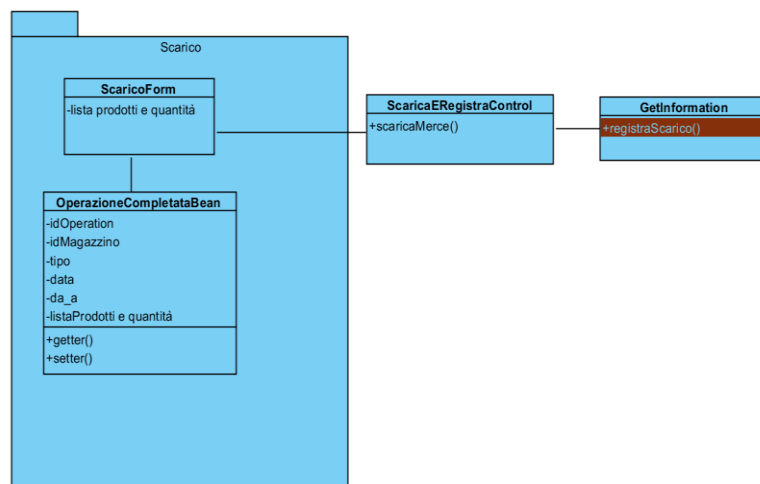 Scarico
ScaricoForm
-lista prodotti e quantità
OperazioneCompletataBean
-idOperation
-idMagazzino
-tipo
-data
-da_a
-listaProdotti e quantità
+getter()
+setter()
ScaricaERegistraControl
+scaricaMerce()
GetInformation
+registraScarico()